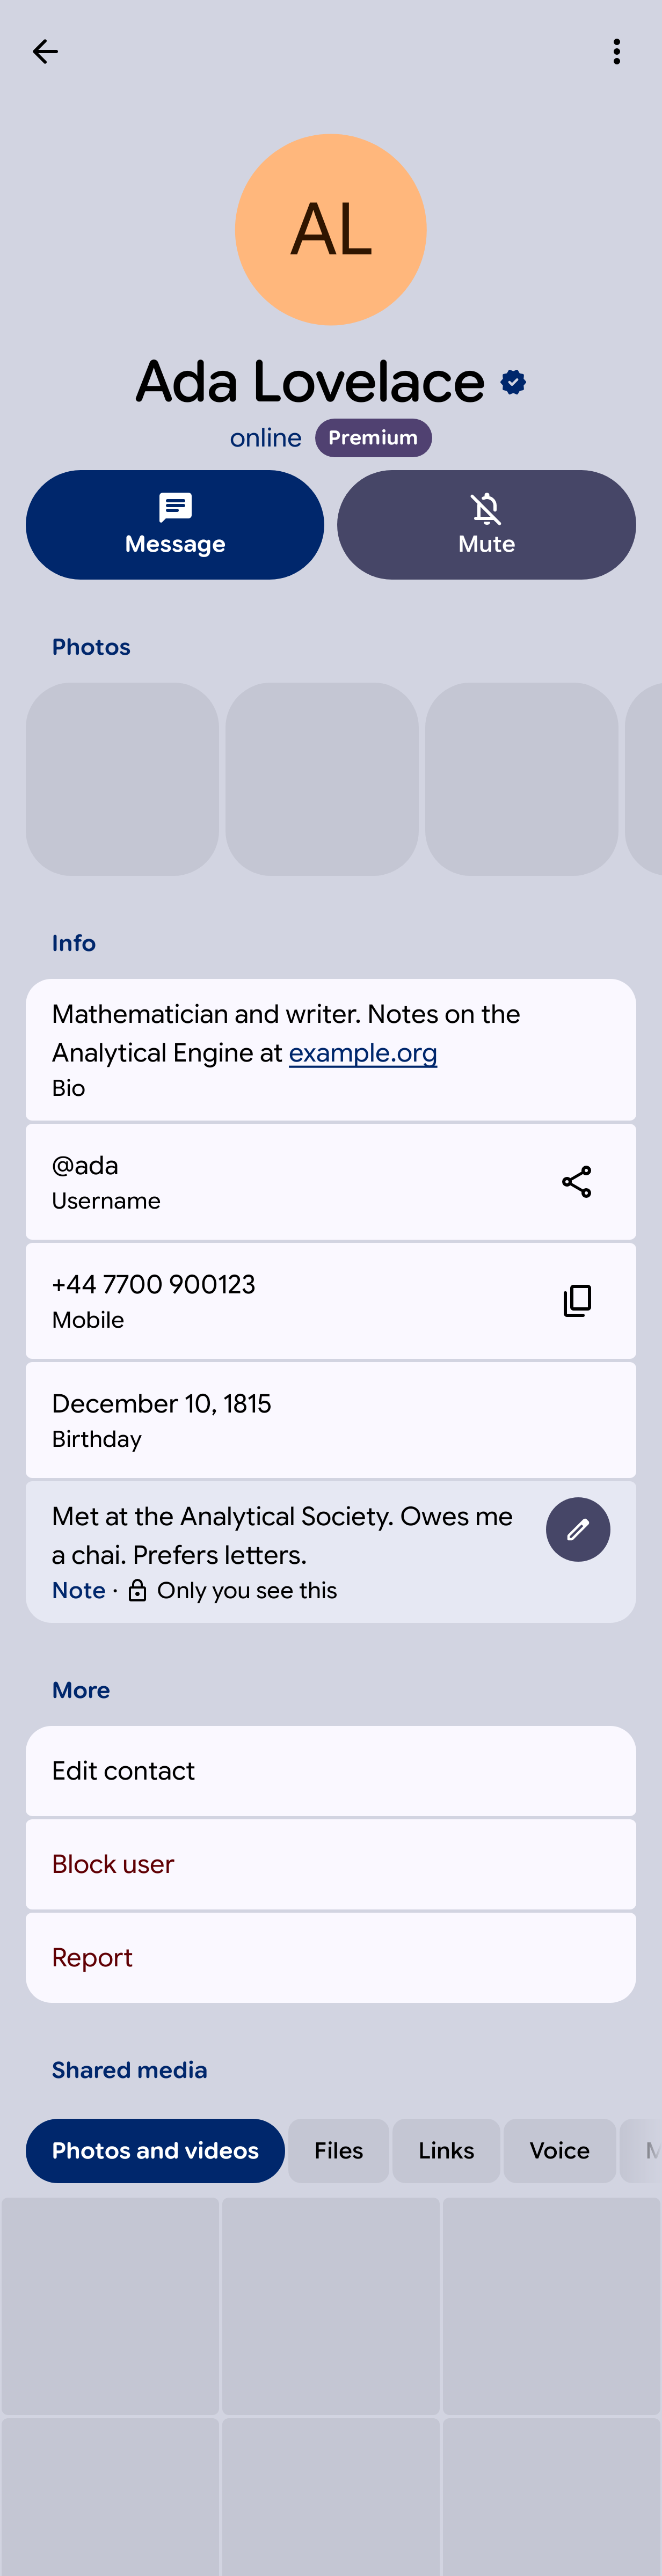 AL
Ada Lovelace
online Premium
Message Mute
Photos
Info
Mathematician and writer. Notes on the
Analytical Engine at example.org
Bio
@ada
Username
+44 7700 900123
Mobile
December 10, 1815
Birthday
Met at the Analytical Society. Owes me
a chai. Prefers letters.
Note · Only you see this
More
Edit contact
Block user
Report
Shared media
Photos and videos Files Links Voice